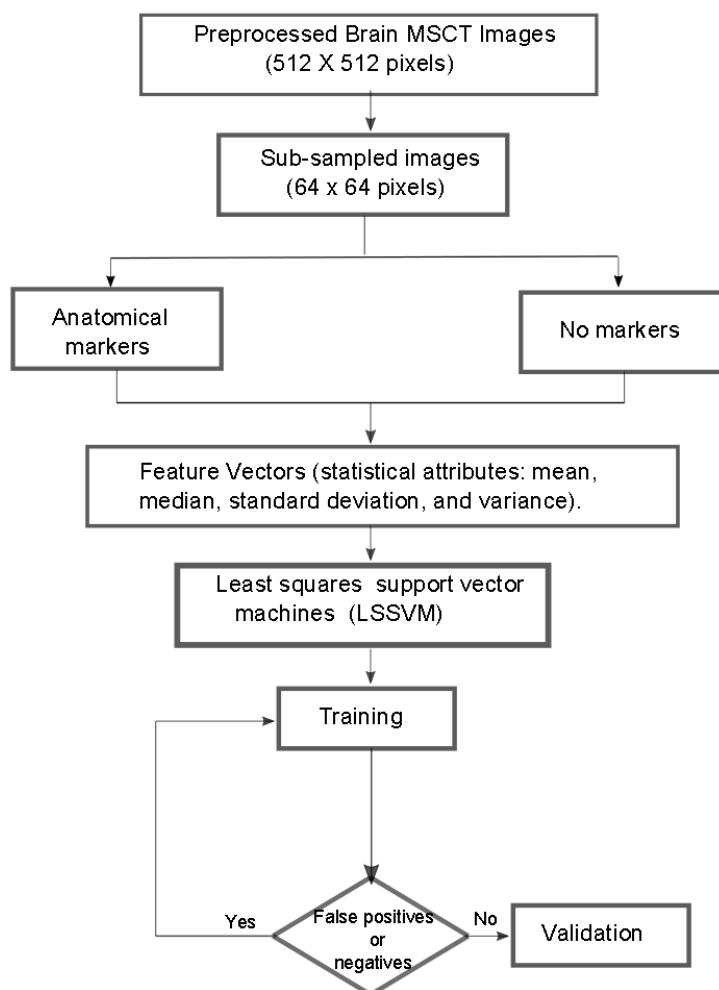 Preprocessed Brain MSCT Images
(512 X 512 pixels)
Sub-sampled images
(64 x 64 pixels)
Anatomical
markers
No markers
Feature Vectors (statistical attributes: mean,
median, standard deviation, and variance).
Least squares support vector
machines (LSSVM)
Training
Yes
False positives
or
negatives
No
Validation